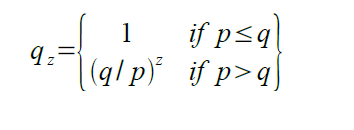 q_z = { 1 if p ≤ q
(q/p)^z if p > q }